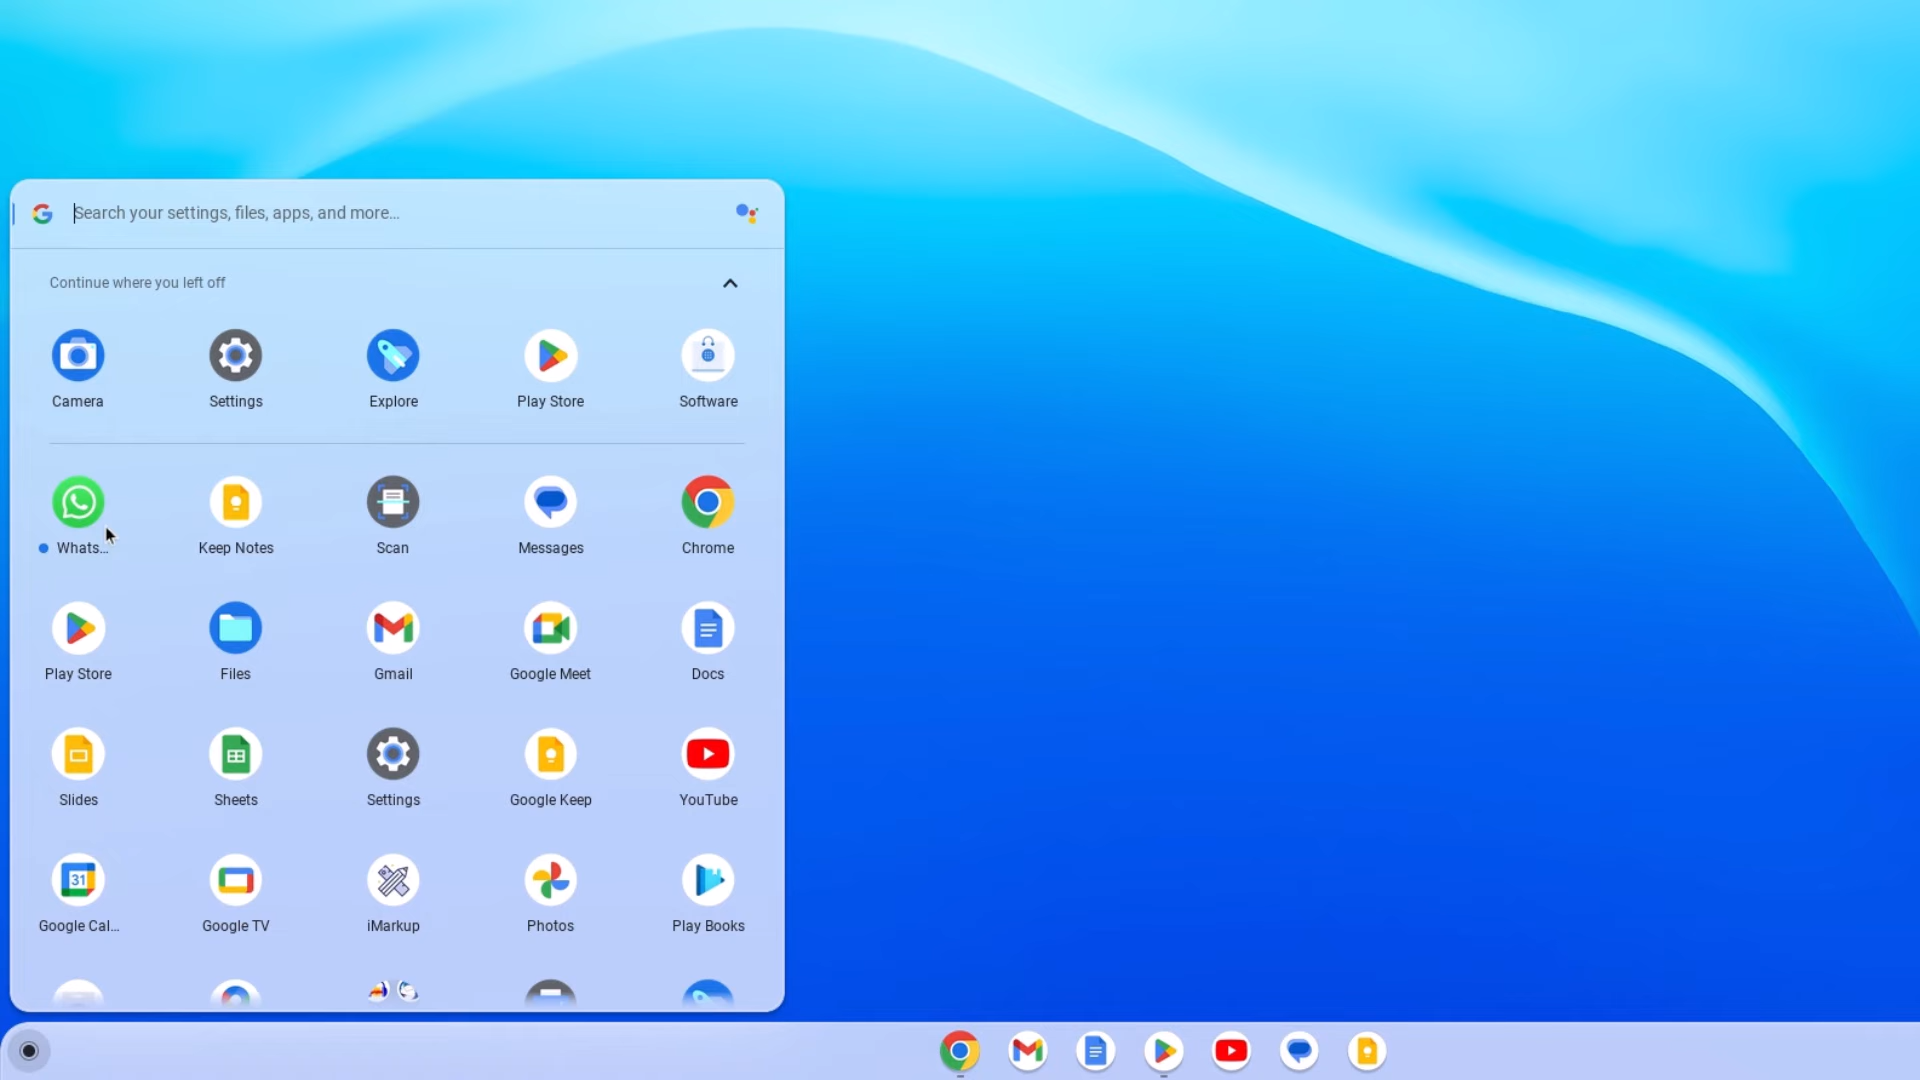 Search your settings, files, apps, and more…
Continue where you left off
Camera
Settings
Explore
Play Store
Software
Whats…
Keep Notes
Scan
Messages
Chrome
Play Store
Files
Gmail
Google Meet
Docs
Slides
Sheets
Settings
Google Keep
YouTube
31
Google Cal…
Google TV
iMarkup
Photos
Play Books